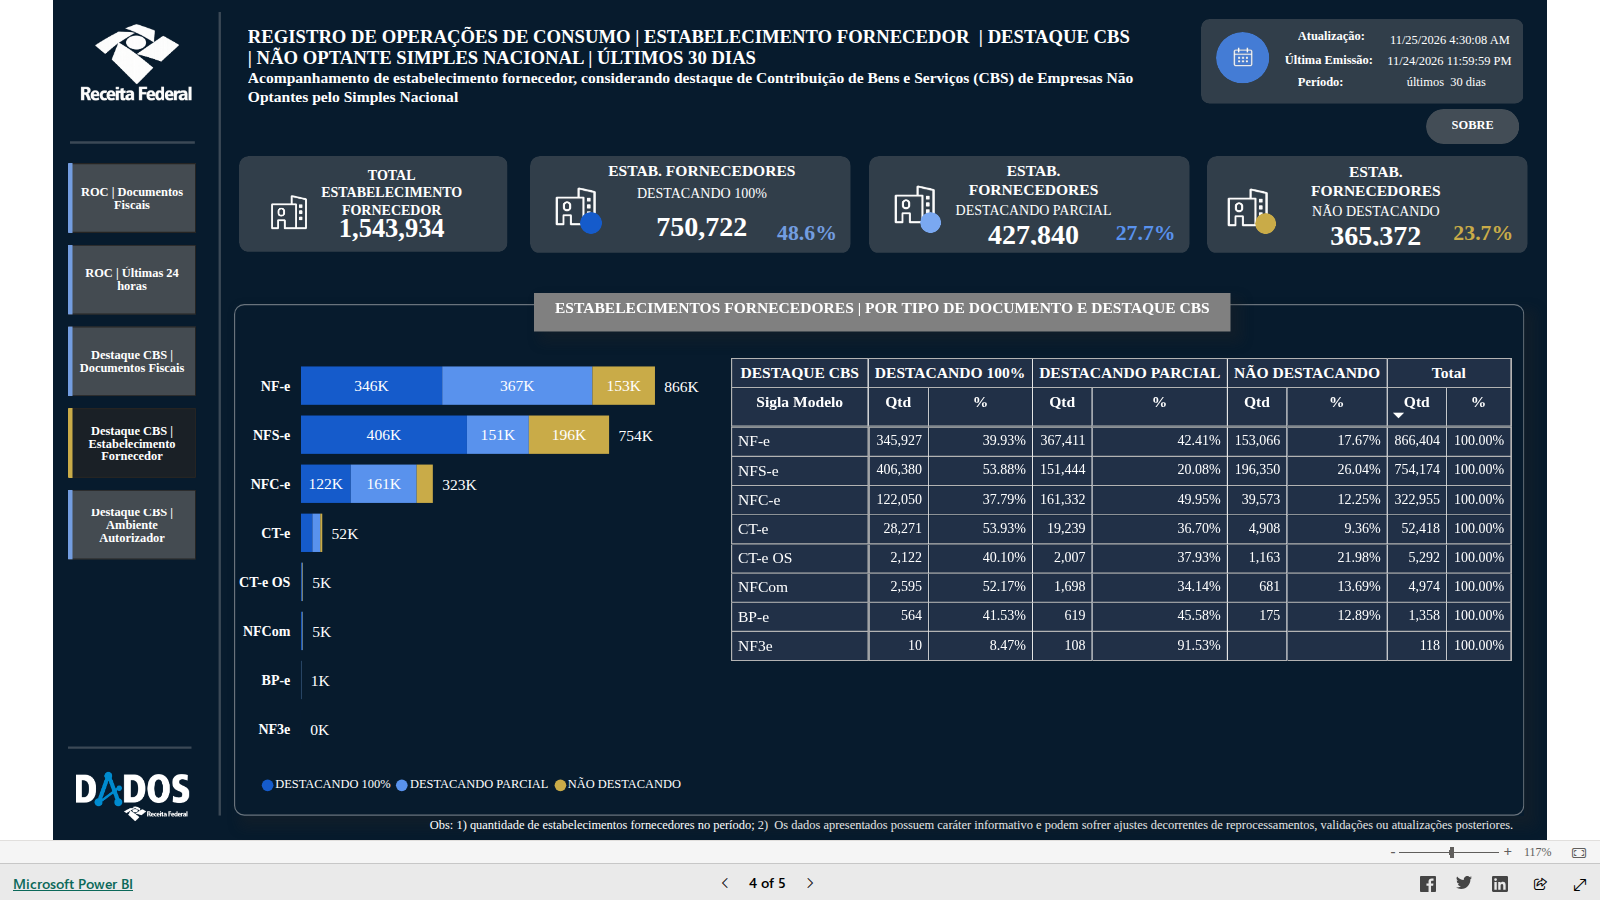 Receita Federal
REGISTRO DE OPERAÇÕES DE CONSUMO | ESTABELECIMENTO FORNECEDOR | DESTAQUE CBS
| NÃO OPTANTE SIMPLES NACIONAL | ÚLTIMOS 30 DIAS
Acompanhamento de estabelecimento fornecedor, considerando destaque de Contribuição de Bens e Serviços (CBS) de Empresas Não
Optantes pelo Simples Nacional
Atualização: 11/25/2026 4:30:08 AM
Última Emissão: 11/24/2026 11:59:59 PM
Período: últimos 30 dias
SOBRE
ROC | Documentos
Fiscais
ROC | Últimas 24
horas
Destaque CBS |
Documentos Fiscais
Destaque CBS |
Estabelecimento
Fornecedor
Destaque CBS |
Ambiente
Autorizador
DADOS
Receita Federal
TOTAL
ESTABELECIMENTO
FORNECEDOR
1,543,934
ESTAB. FORNECEDORES
DESTACANDO 100%
750,722 48.6%
ESTAB.
FORNECEDORES
DESTACANDO PARCIAL
427,840 27.7%
ESTAB.
FORNECEDORES
NÃO DESTACANDO
365,372 23.7%
ESTABELECIMENTOS FORNECEDORES | POR TIPO DE DOCUMENTO E DESTAQUE CBS
NF-e 346K 367K 153K 866K
NFS-e 406K 151K 196K 754K
NFC-e 122K 161K 323K
CT-e 52K
CT-e OS 5K
NFCom 5K
BP-e 1K
NF3e 0K
DESTACANDO 100% DESTACANDO PARCIAL NÃO DESTACANDO
DESTAQUE CBS DESTACANDO 100% DESTACANDO PARCIAL NÃO DESTACANDO Total
Sigla Modelo Qtd % Qtd % Qtd % Qtd %
NF-e 345,927 39.93% 367,411 42.41% 153,066 17.67% 866,404 100.00%
NFS-e 406,380 53.88% 151,444 20.08% 196,350 26.04% 754,174 100.00%
NFC-e 122,050 37.79% 161,332 49.95% 39,573 12.25% 322,955 100.00%
CT-e 28,271 53.93% 19,239 36.70% 4,908 9.36% 52,418 100.00%
CT-e OS 2,122 40.10% 2,007 37.93% 1,163 21.98% 5,292 100.00%
NFCom 2,595 52.17% 1,698 34.14% 681 13.69% 4,974 100.00%
BP-e 564 41.53% 619 45.58% 175 12.89% 1,358 100.00%
NF3e 10 8.47% 108 91.53% 118 100.00%
Obs: 1) quantidade de estabelecimentos fornecedores no período; 2) Os dados apresentados possuem caráter informativo e podem sofrer ajustes decorrentes de reprocessamentos, validações ou atualizações posteriores.
- + 117%
Microsoft Power BI
4 of 5